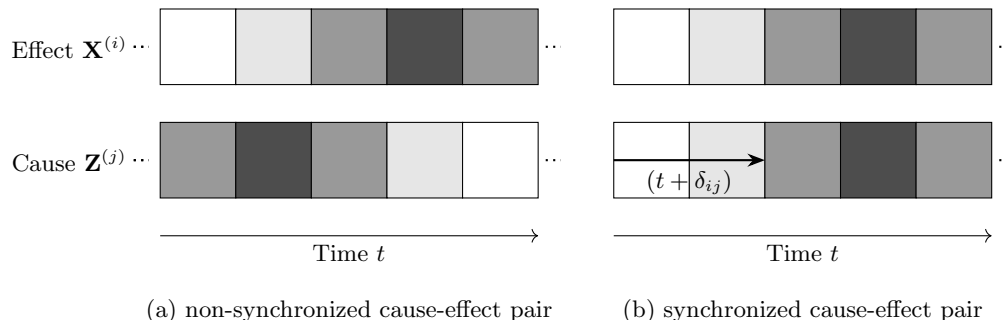 Effect X^(i) ... ...
Cause Z^(j) ... ...
(t + δ_ij)
Time t Time t
(a) non-synchronized cause-effect pair (b) synchronized cause-effect pair